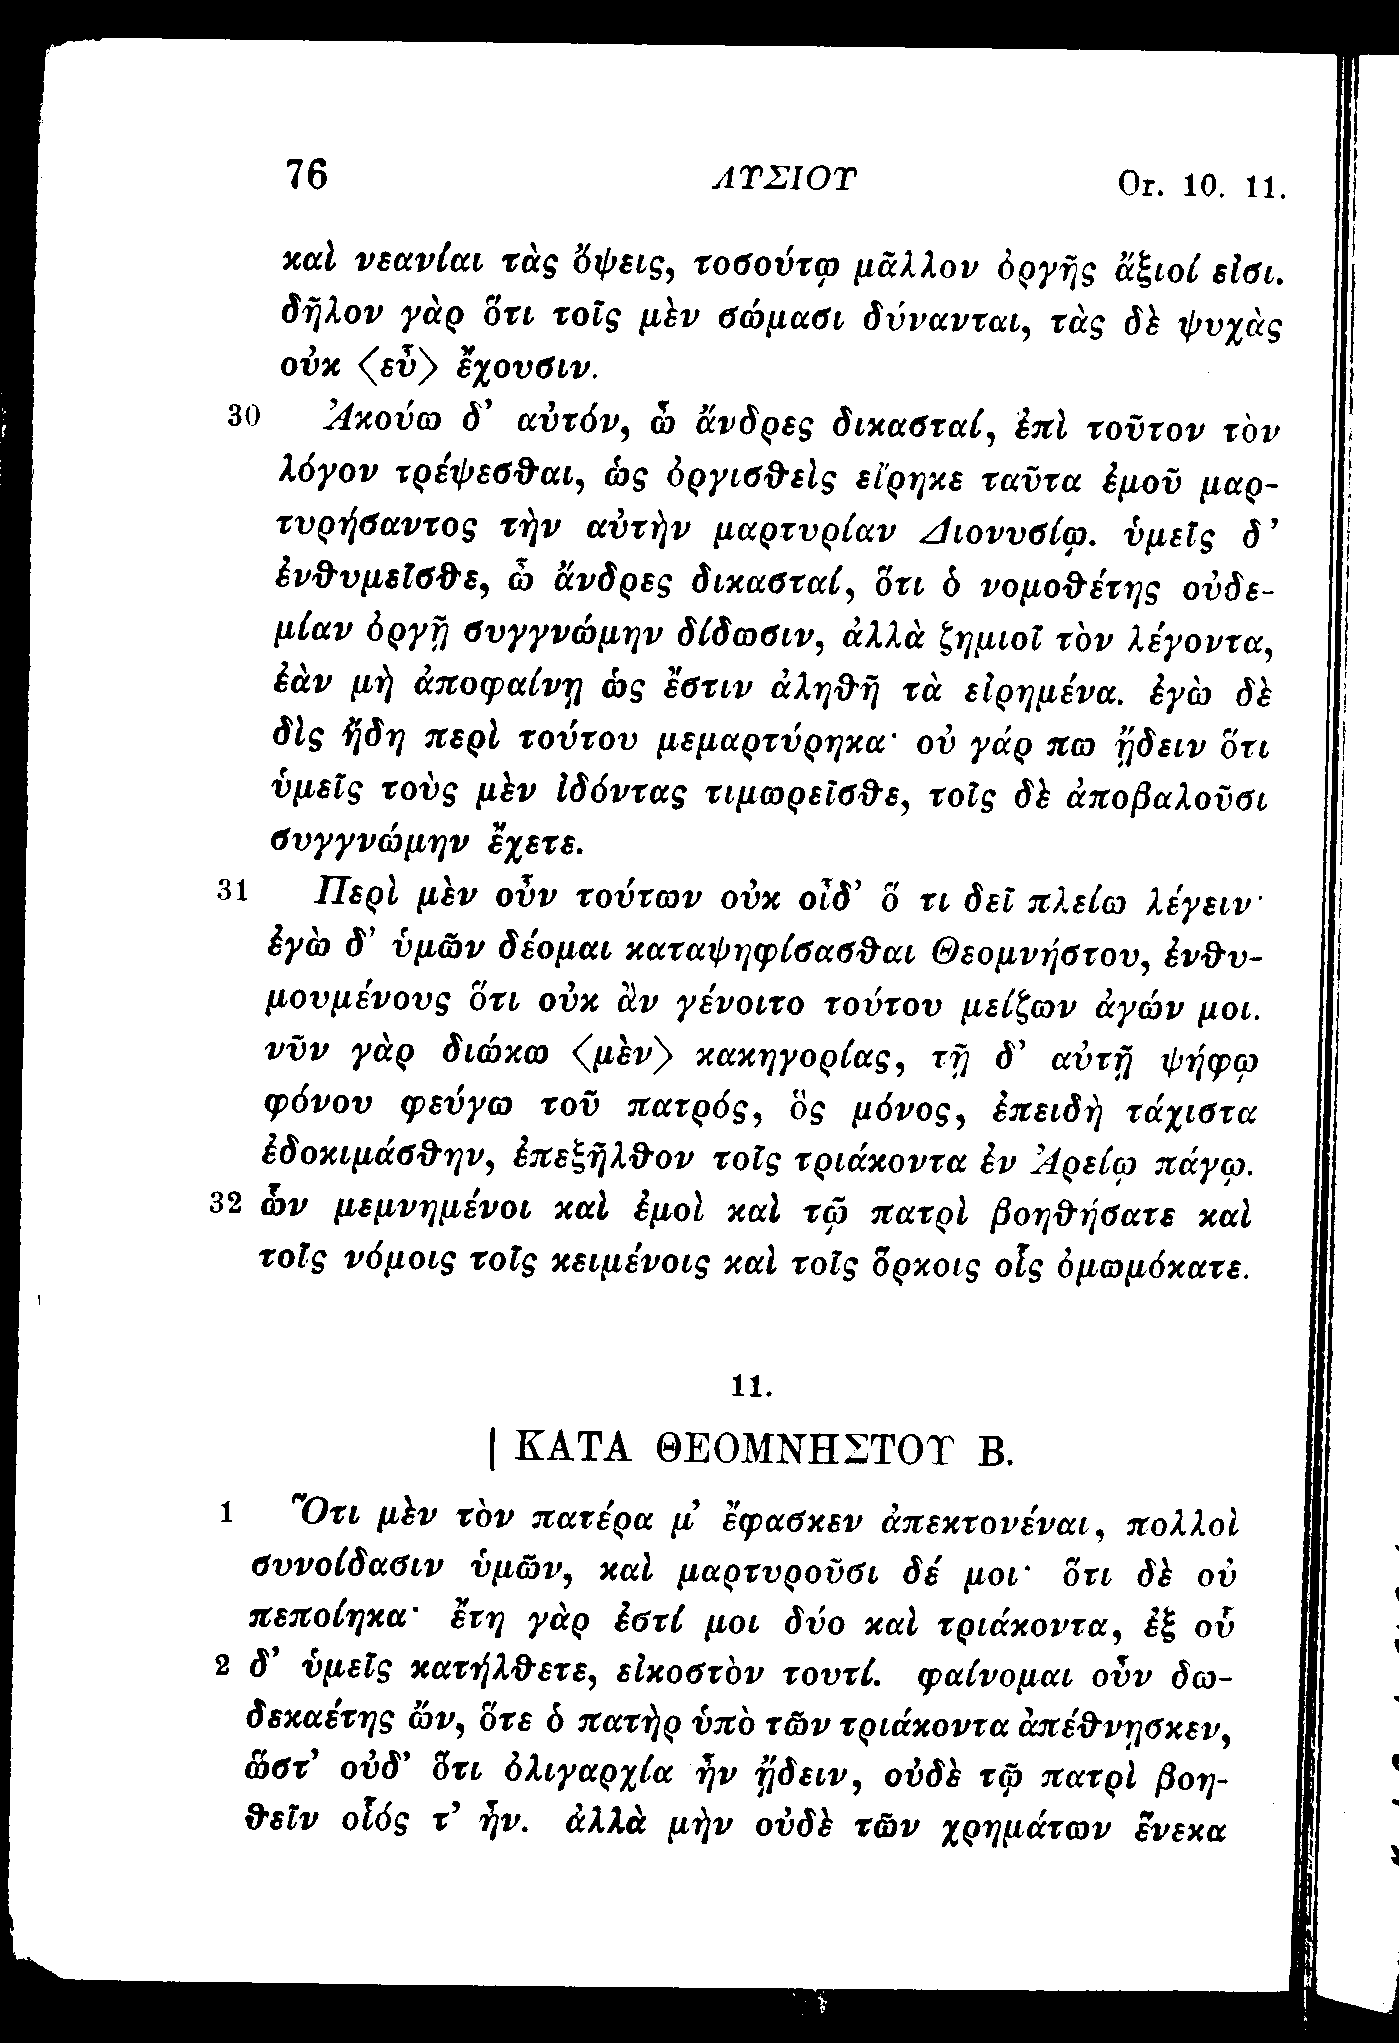 76 ΛΥΣΙΟΥ Or. 10. 11.
καὶ νεανίαι τὰς ὄψεις, τοσούτῳ μᾶλλον ὀργῆς ἄξιοί εἰσι.
δῆλον γὰρ ὅτι τοῖς μὲν σώμασι δύνανται, τὰς δὲ ψυχὰς
οὐκ 〈εὖ〉 ἔχουσιν.
30 Ἀκούω δ’ αὐτόν, ὦ ἄνδρες δικασταί, ἐπὶ τοῦτον τὸν
λόγον τρέψεσθαι, ὡς ὀργισθεὶς εἴρηκε ταῦτα ἐμοῦ μαρ-
τυρήσαντος τὴν αὐτὴν μαρτυρίαν Διονυσίῳ. ὑμεῖς δ’
ἐνθυμεῖσθε, ὦ ἄνδρες δικασταί, ὅτι ὁ νομοθέτης οὐδε-
μίαν ὀργῇ συγγνώμην δίδωσιν, ἀλλὰ ζημιοῖ τὸν λέγοντα,
ἐὰν μὴ ἀποφαίνῃ ὡς ἔστιν ἀληθῆ τὰ εἰρημένα. ἐγὼ δὲ
δὶς ἤδη περὶ τούτου μεμαρτύρηκα· οὐ γάρ πω ᾔδειν ὅτι
ὑμεῖς τοὺς μὲν ἰδόντας τιμωρεῖσθε, τοῖς δὲ ἀποβαλοῦσι
συγγνώμην ἔχετε.
31 Περὶ μὲν οὖν τούτων οὐκ οἶδ’ ὅ τι δεῖ πλείω λέγειν·
ἐγὼ δ’ ὑμῶν δέομαι καταψηφίσασθαι Θεομνήστου, ἐνθυ-
μουμένους ὅτι οὐκ ἂν γένοιτο τούτου μείζων ἀγών μοι.
νῦν γὰρ διώκω 〈μὲν〉 κακηγορίας, τῇ δ’ αὐτῇ ψήφῳ
φόνου φεύγω τοῦ πατρός, ὃς μόνος, ἐπειδὴ τάχιστα
ἐδοκιμάσθην, ἐπεξῆλθον τοῖς τριάκοντα ἐν Ἀρείῳ πάγῳ.
32 ὧν μεμνημένοι καὶ ἐμοὶ καὶ τῷ πατρὶ βοηθήσατε καὶ
τοῖς νόμοις τοῖς κειμένοις καὶ τοῖς ὅρκοις οἷς ὀμωμόκατε.
11.
| ΚΑΤΑ ΘΕΟΜΝΗΣΤΟΥ Β.
1 Ὅτι μὲν τὸν πατέρα μ’ ἔφασκεν ἀπεκτονέναι, πολλοὶ
συνοίδασιν ὑμῶν, καὶ μαρτυροῦσι δέ μοι· ὅτι δὲ οὐ
πεποίηκα· ἔτη γὰρ ἐστί μοι δύο καὶ τριάκοντα, ἐξ οὗ
2 δ’ ὑμεῖς κατήλθετε, εἰκοστὸν τουτί. φαίνομαι οὖν δω-
δεκαέτης ὤν, ὅτε ὁ πατὴρ ὑπὸ τῶν τριάκοντα ἀπέθνῃσκεν,
ὥστ’ οὐδ’ ὅτι ὀλιγαρχία ἦν ᾔδειν, οὐδὲ τῷ πατρὶ βοη-
θεῖν οἷός τ’ ἦν. ἀλλὰ μὴν οὐδὲ τῶν χρημάτων ἕνεκα